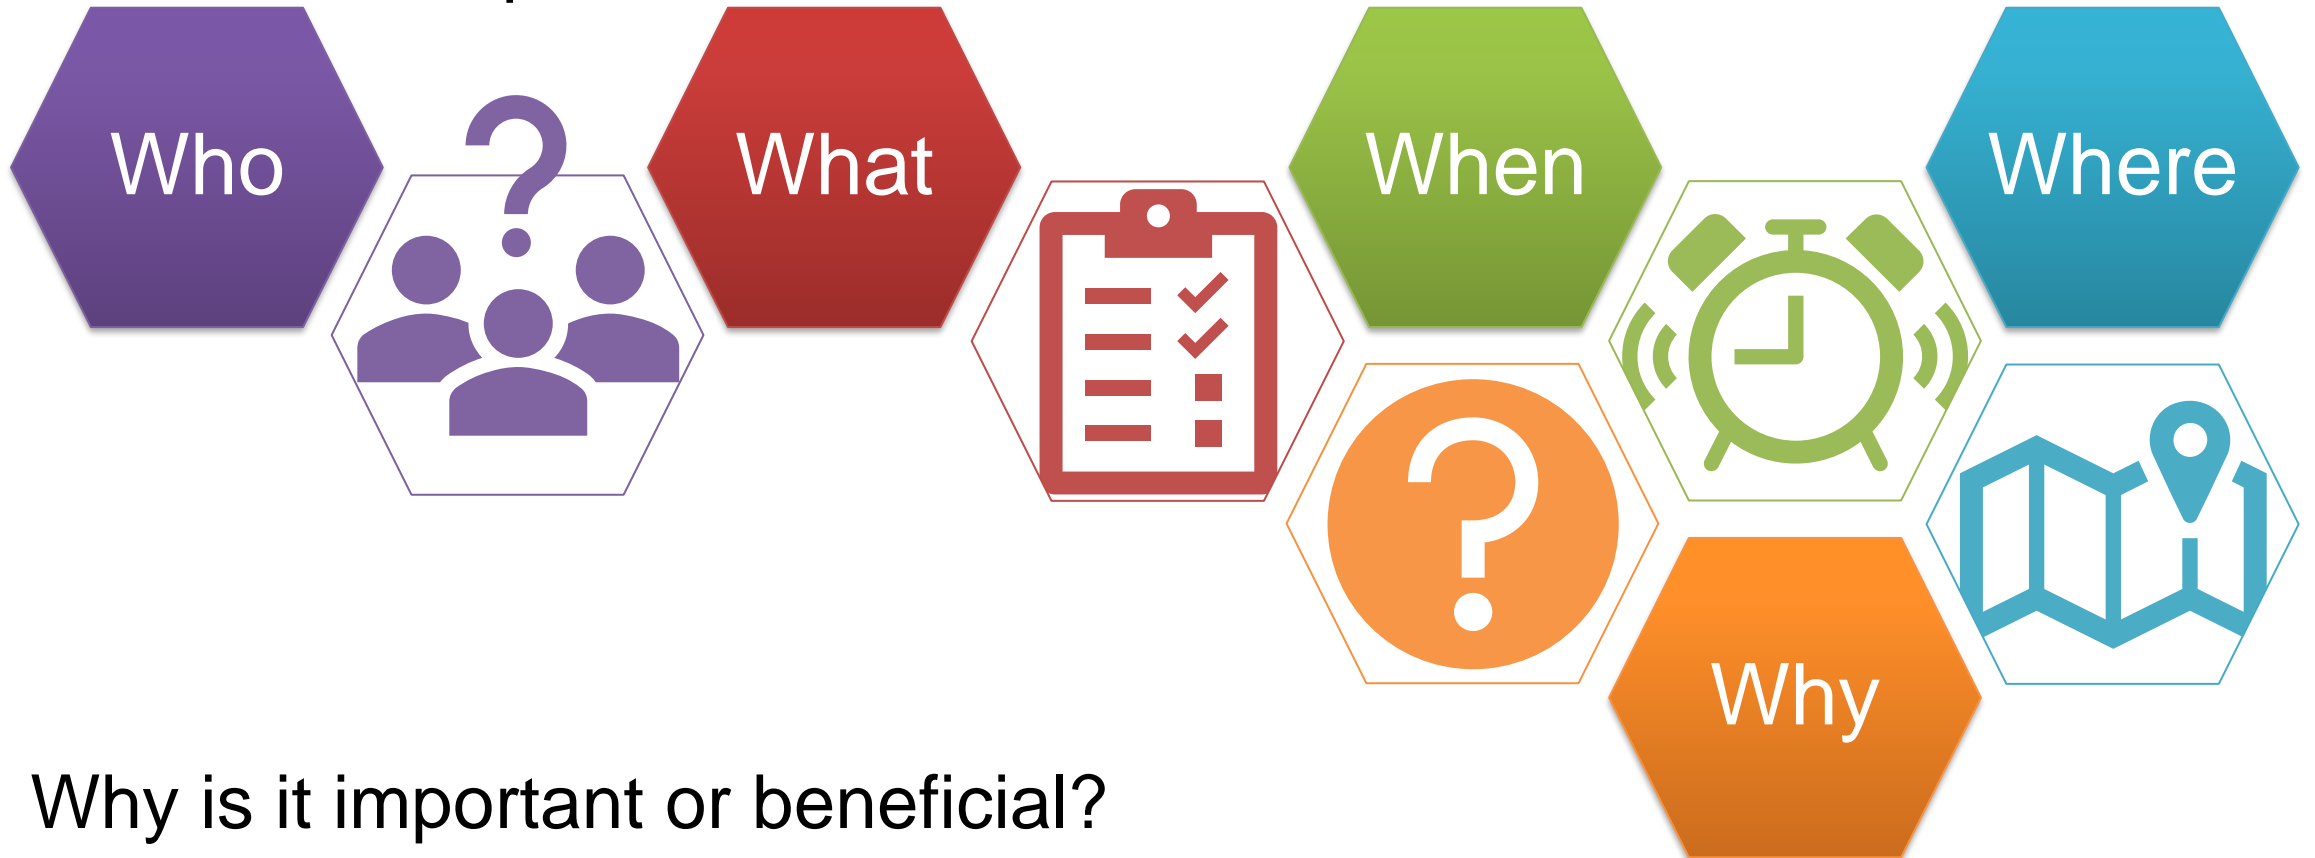 Who
What
When
Where
Why
Why is it important or beneficial?